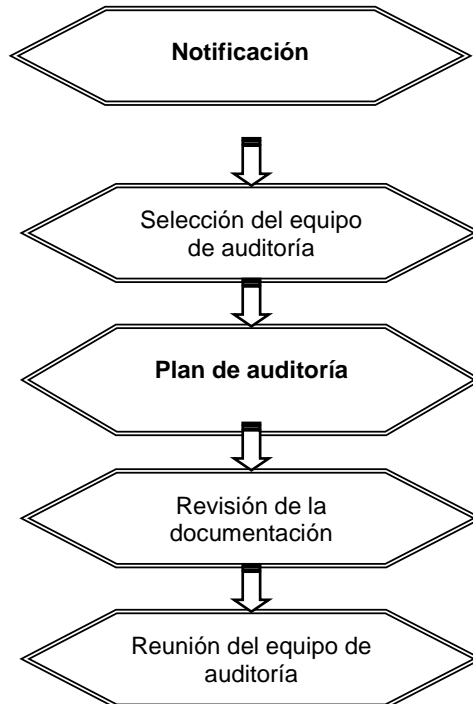 Notificación
Selección del equipo
de auditoría
Plan de auditoría
Revisión de la
documentación
Reunión del equipo de
auditoría